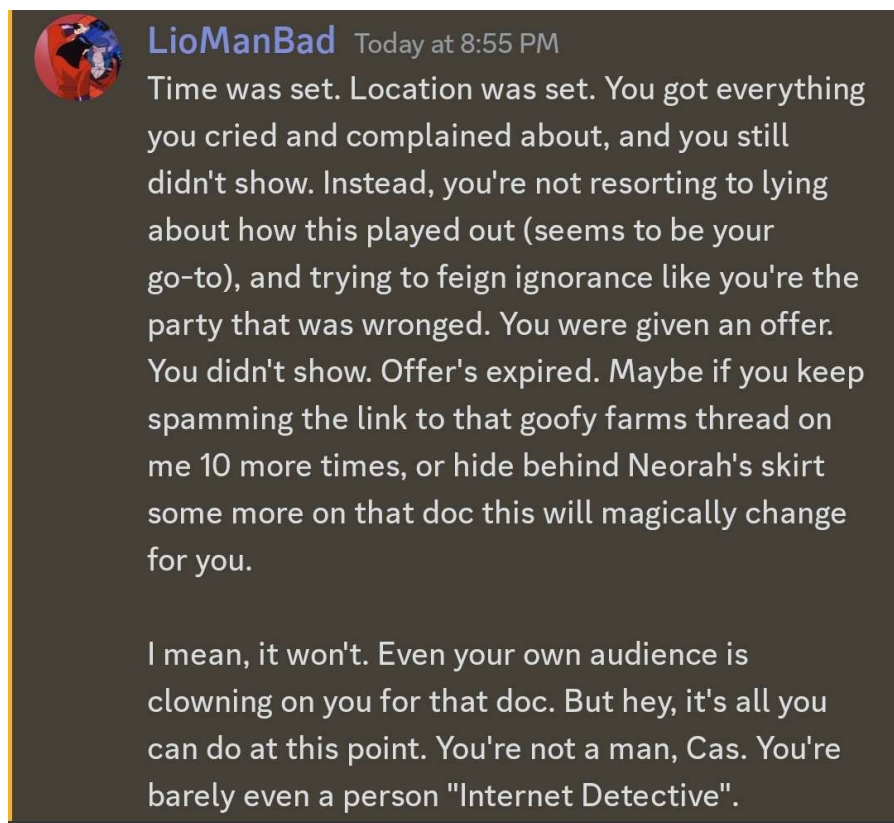 LioManBad Today at 8:55 PM
Time was set. Location was set. You got everything
you cried and complained about, and you still
didn't show. Instead, you're not resorting to lying
about how this played out (seems to be your
go-to), and trying to feign ignorance like you're the
party that was wronged. You were given an offer.
You didn't show. Offer's expired. Maybe if you keep
spamming the link to that goofy farms thread on
me 10 more times, or hide behind Neorah's skirt
some more on that doc this will magically change
for you.
I mean, it won't. Even your own audience is
clowning on you for that doc. But hey, it's all you
can do at this point. You're not a man, Cas. You're
barely even a person "Internet Detective".